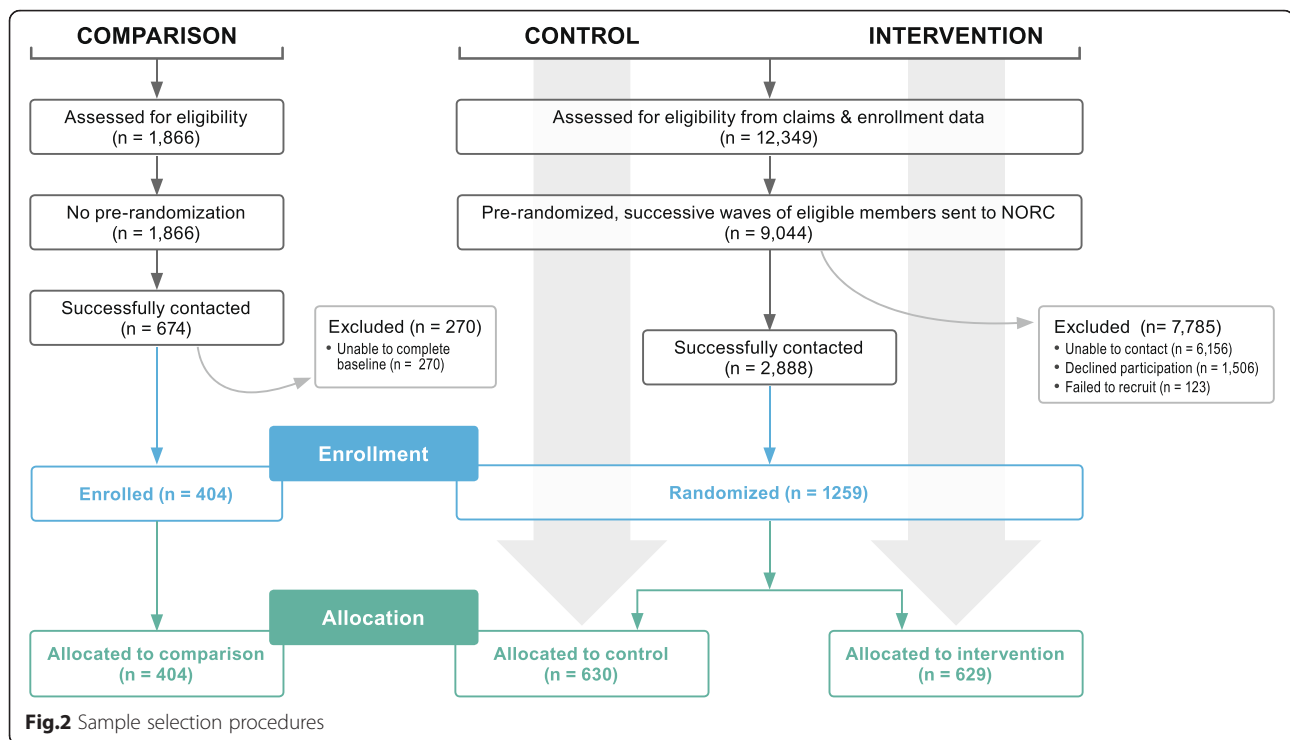 COMPARISON
CONTROL
INTERVENTION
Assessed for eligibility
(n = 1,866)
Assessed for eligibility from claims & enrollment data
(n = 12,349)
No pre-randomization
(n = 1,866)
Pre-randomized, successive waves of eligible members sent to NORC
(n = 9,044)
Successfully contacted
(n = 674)
Excluded (n = 270)
• Unable to complete
baseline (n = 270)
Successfully contacted
(n = 2,888)
Excluded (n= 7,785)
• Unable to contact (n = 6,156)
• Declined participation (n = 1,506)
• Failed to recruit (n = 123)
Enrollment
Enrolled (n = 404)
Randomized (n = 1259)
Allocation
Allocated to comparison
(n = 404)
Allocated to control
(n = 630)
Allocated to intervention
(n = 629)
Fig.2 Sample selection procedures